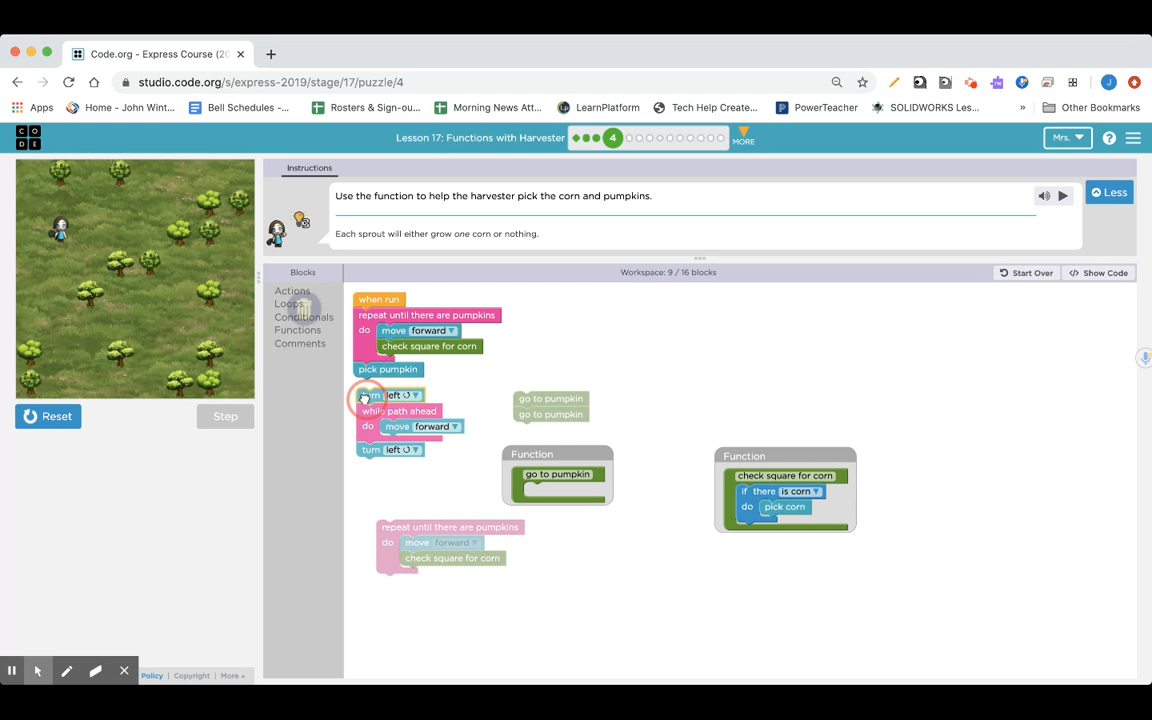 Code.org - Express Course (20
studio.code.org/s/express-2019/stage/17/puzzle/4
J
Apps
Home - John Wint...
Bell Schedules -...
Rosters & Sign-ou...
Morning News Att...
LearnPlatform
Tech Help Create...
PowerTeacher
SOLIDWORKS Les...
»
Other Bookmarks
C O
D E
Lesson 17: Functions with Harvester
4
MORE
Mrs.
?
Instructions
Use the function to help the harvester pick the corn and pumpkins.
Each sprout will either grow one corn or nothing.
Less
3
Blocks
Workspace: 9 / 16 blocks
Start Over
</> Show Code
Actions
Loops
Conditionals
Functions
Comments
when run
repeat until there are pumpkins
do move forward
check square for corn
pick pumpkin
turn left
while path ahead
do move forward
turn left
go to pumpkin
go to pumpkin
Function
go to pumpkin
Function
check square for corn
if there is corn
do pick corn
repeat until there are pumpkins
do move forward
check square for corn
Reset
Step
Policy | Copyright | More